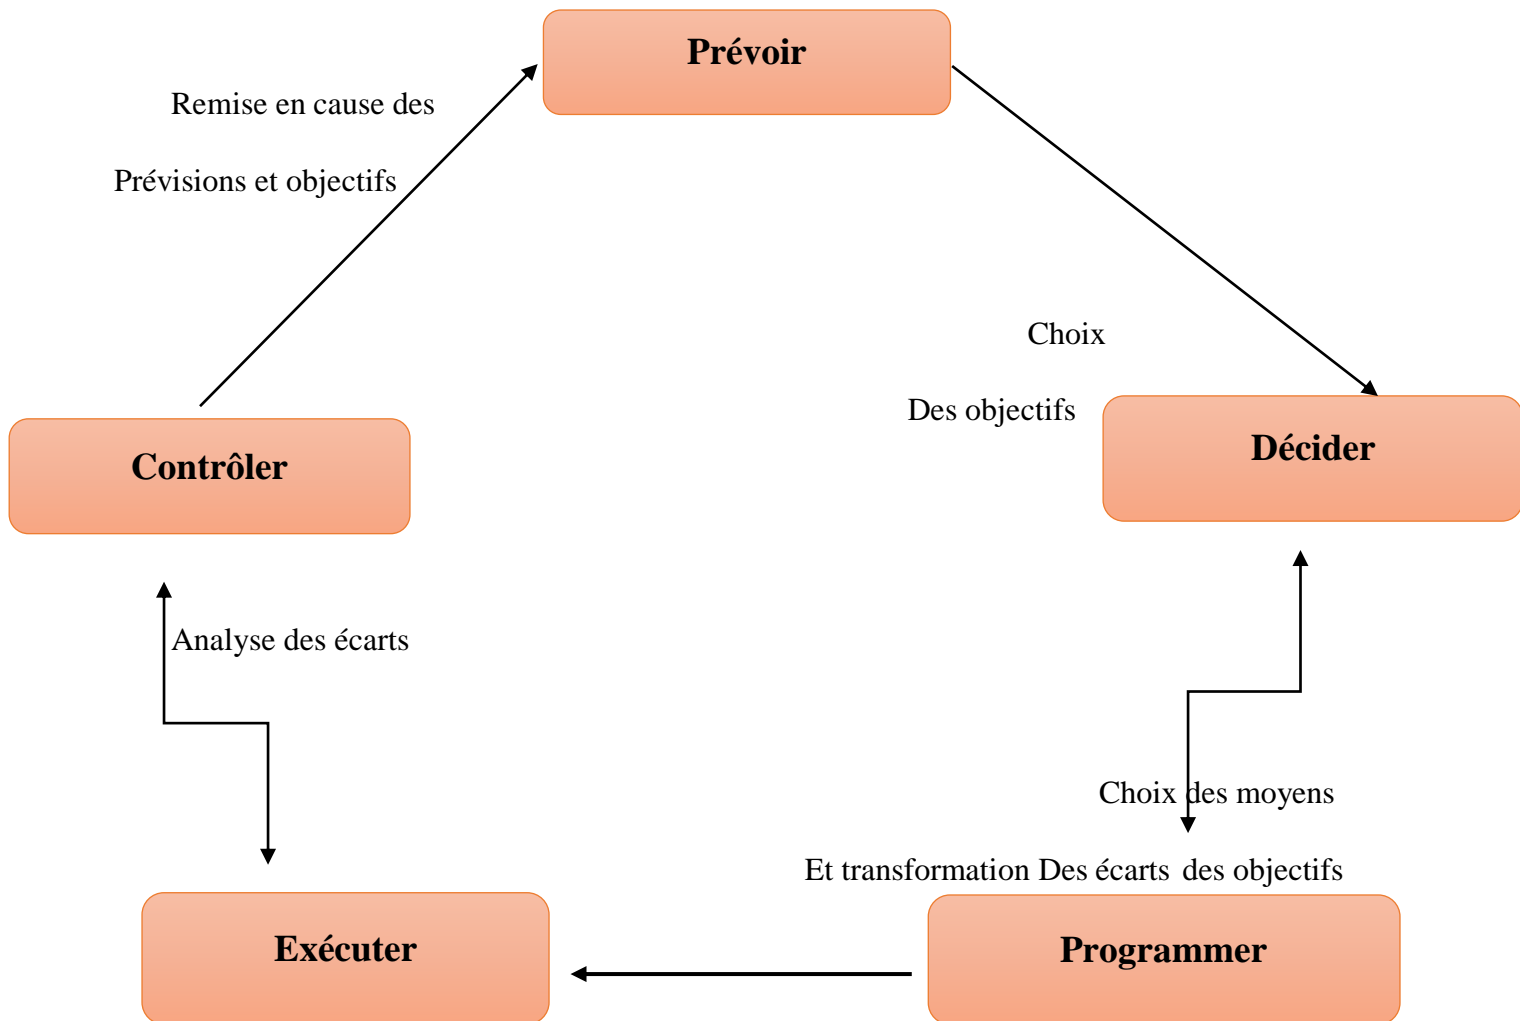 Prévoir
Remise en cause des
Prévisions et objectifs
Choix
Des objectifs
Décider
Contrôler
Analyse des écarts
Choix des moyens
Et transformation Des écarts des objectifs
Exécuter
Programmer